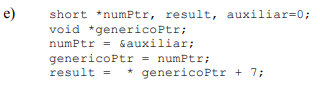 e) short *numPtr, result, auxiliar=0;
void *genericoPtr;
numPtr = &auxiliar;
genericoPtr = numPtr;
result = * genericoPtr + 7;